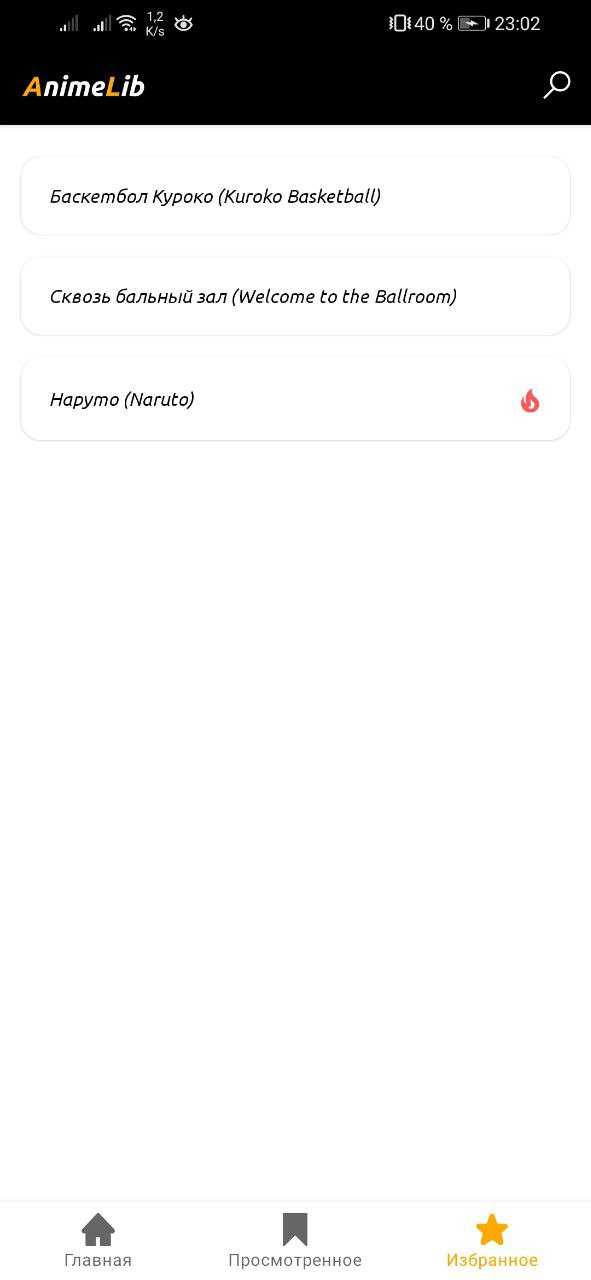 1,2
K/s
40 % 23:02
AnimeLib
Баскетбол Куроко (Kuroko Basketball)
Сквозь бальный зал (Welcome to the Ballroom)
Наруто (Naruto)
Главная Просмотренное Избранное